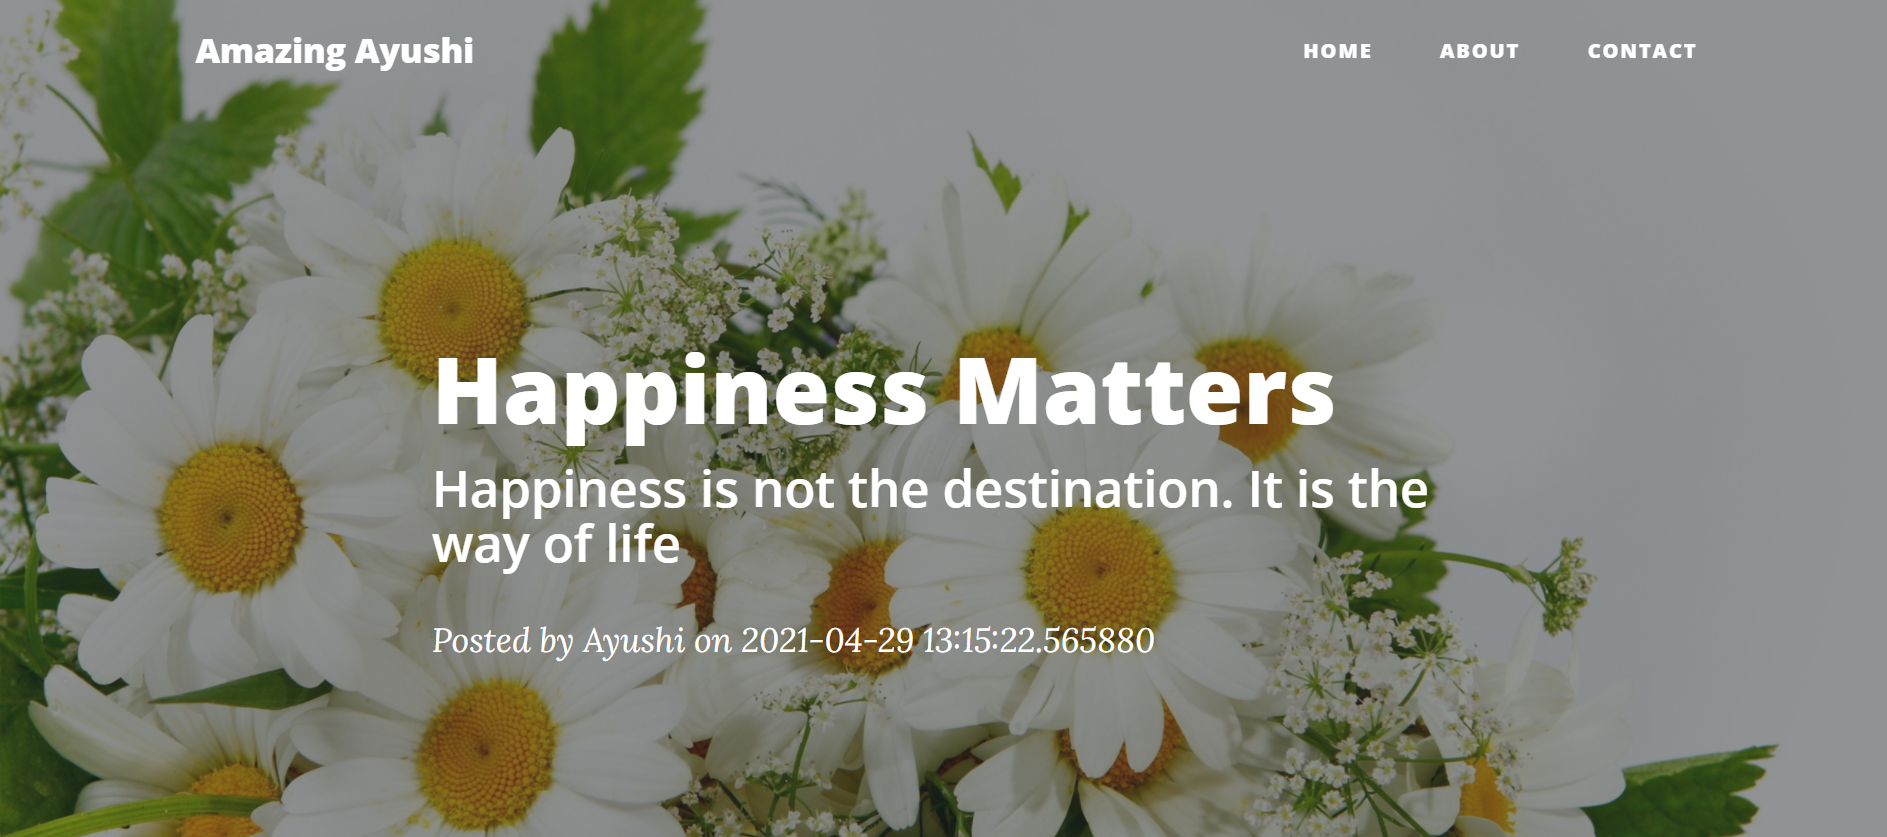 Amazing Ayushi
HOME ABOUT CONTACT
Happiness Matters
Happiness is not the destination. It is the
way of life
Posted by Ayushi on 2021-04-29 13:15:22.565880